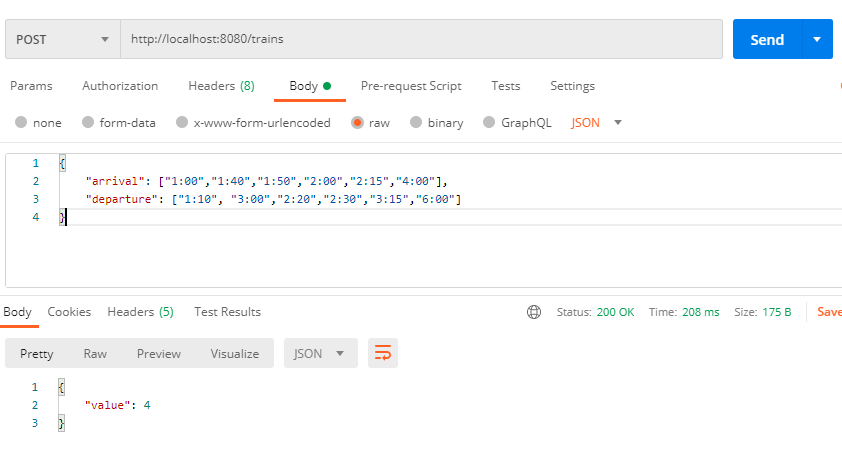 POST http://localhost:8080/trains Send
Params Authorization Headers (8) Body Pre-request Script Tests Settings
none form-data x-www-form-urlencoded raw binary GraphQL JSON
1 {
2 "arrival": ["1:00","1:40","1:50","2:00","2:15","4:00"],
3 "departure": ["1:10", "3:00","2:20","2:30","3:15","6:00"]
4 }
Body Cookies Headers (5) Test Results Status: 200 OK Time: 208 ms Size: 175 B Save
Pretty Raw Preview Visualize JSON
1 {
2 "value": 4
3 }